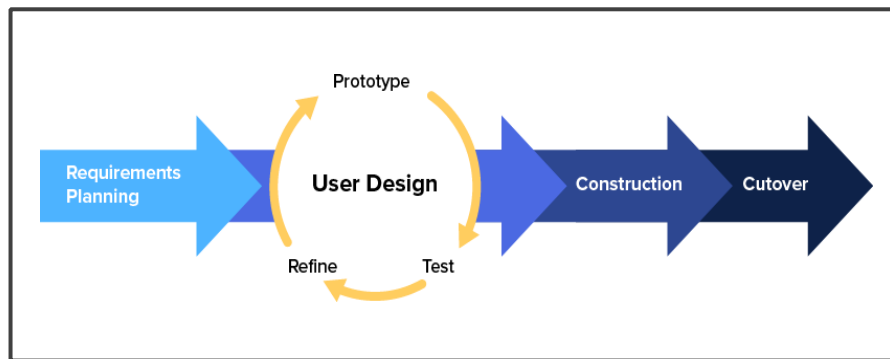 Prototype
Requirements
Planning
User Design
Construction
Cutover
Refine
Test